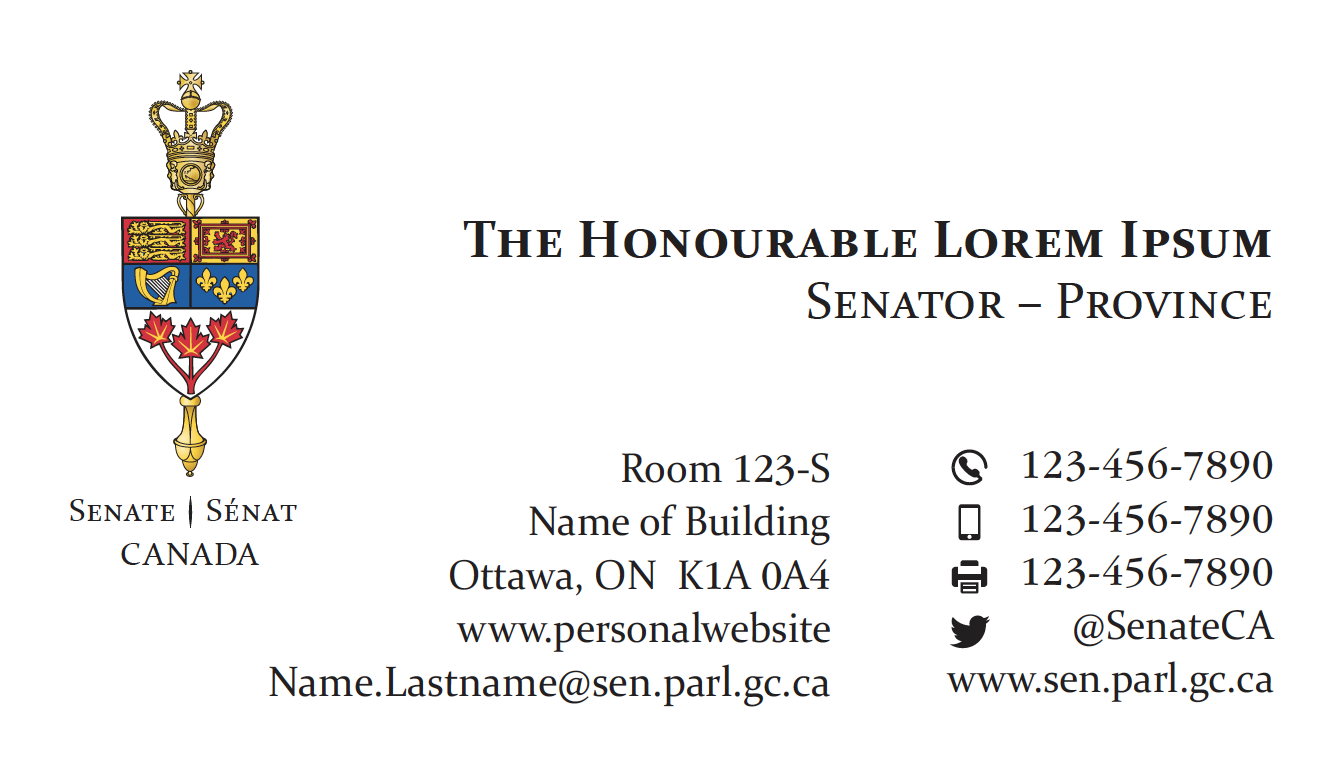 The Honourable Lorem Ipsum
Senator – Province
Senate | Sénat
CANADA
Room 123-S
Name of Building
Ottawa, ON  K1A 0A4
www.personalwebsite
Name.Lastname@sen.parl.gc.ca
123-456-7890
123-456-7890
123-456-7890
@SenateCA
www.sen.parl.gc.ca